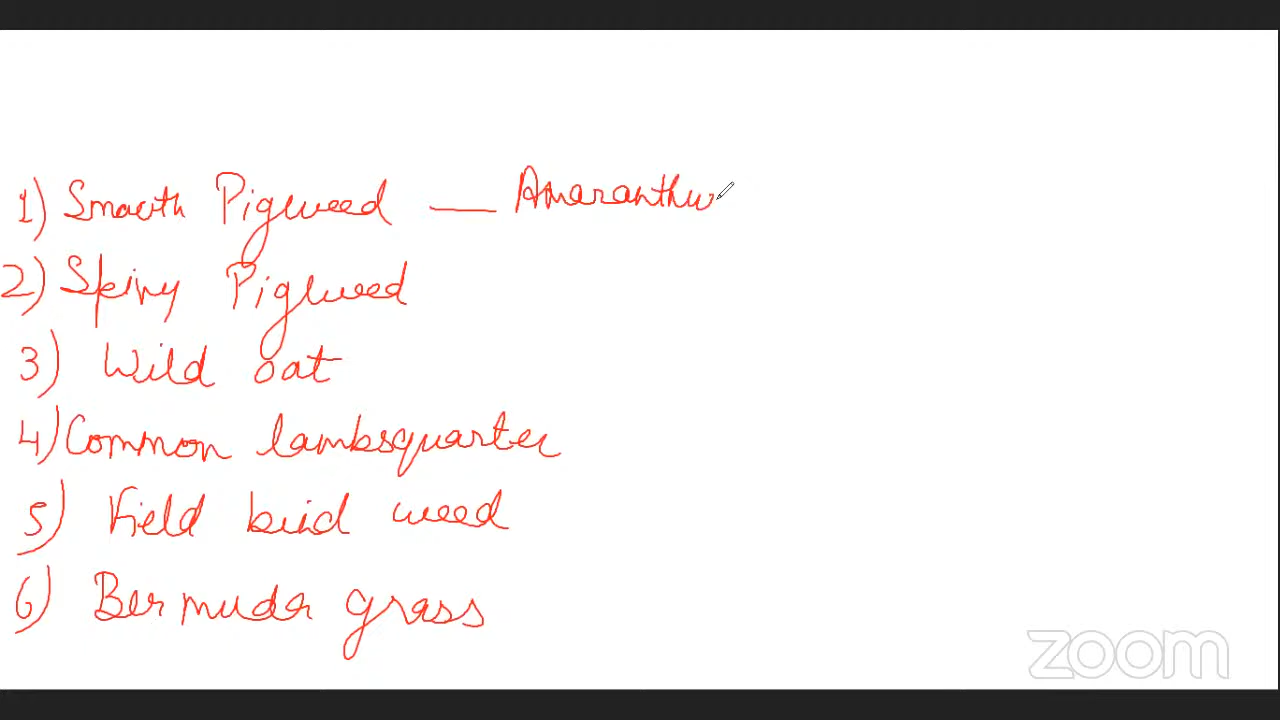 1) Smooth Pigweed — Amaranthu
2) Spiny Pigweed
3) Wild oat
4) Common lambsquarter
5) Field bind weed
6) Bermuda grass
zoom